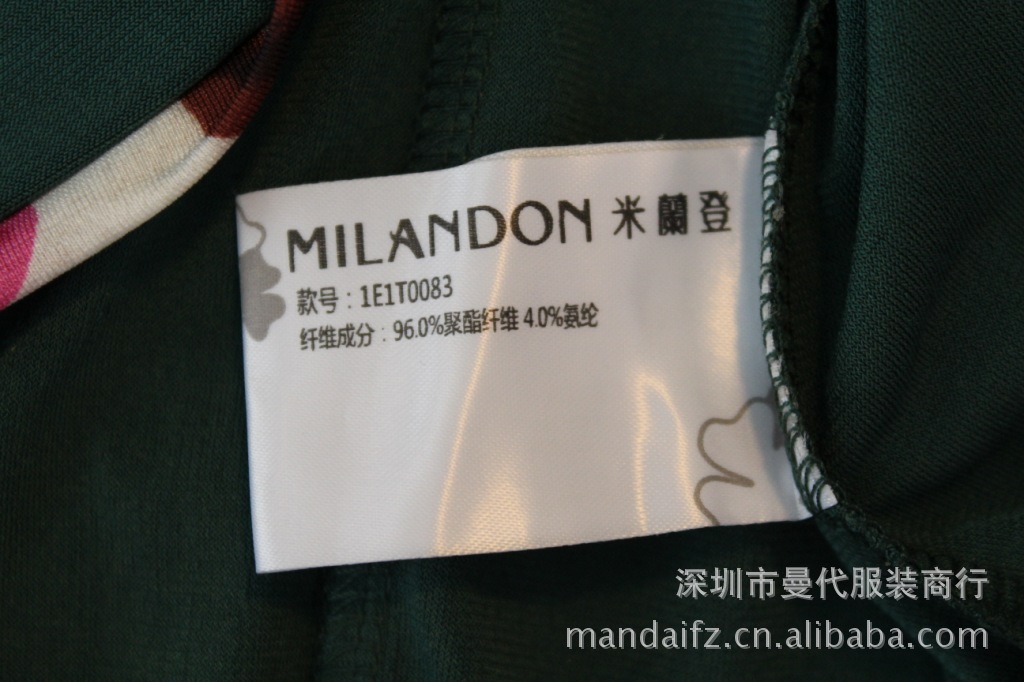 MILANDON 米蘭登
款号：1E1T0083
纤维成分：96.0%聚酯纤维 4.0%氨纶
深圳市曼代服装商行
mandaifz.cn.alibaba.com